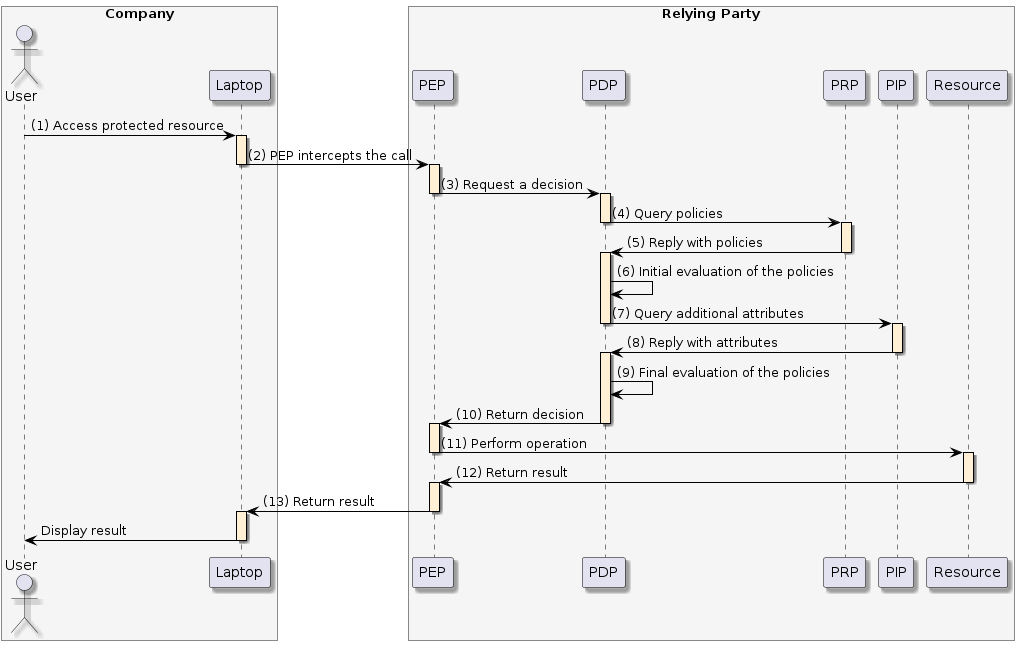 Company
Relying Party
User
Laptop
PEP
PDP
PRP
PIP
Resource
(1) Access protected resource
(2) PEP intercepts the call
(3) Request a decision
(4) Query policies
(5) Reply with policies
(6) Initial evaluation of the policies
(7) Query additional attributes
(8) Reply with attributes
(9) Final evaluation of the policies
(10) Return decision
(11) Perform operation
(12) Return result
(13) Return result
Display result
User
Laptop
PEP
PDP
PRP
PIP
Resource